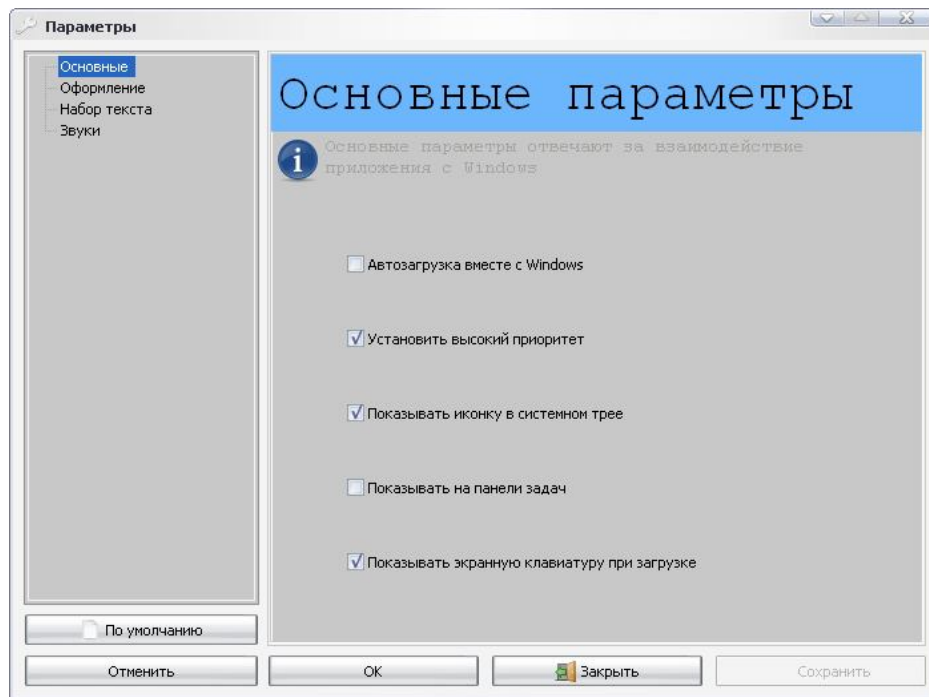 Параметры
Основные
Оформление
Набор текста
Звуки
Основные параметры
Основные параметры отвечают за взаимодействие
приложения с Windows
Автозагрузка вместе с Windows
Установить высокий приоритет
Показывать иконку в системном трее
Показывать на панели задач
Показывать экранную клавиатуру при загрузке
По умолчанию
Отменить
ОК
Закрыть
Сохранить